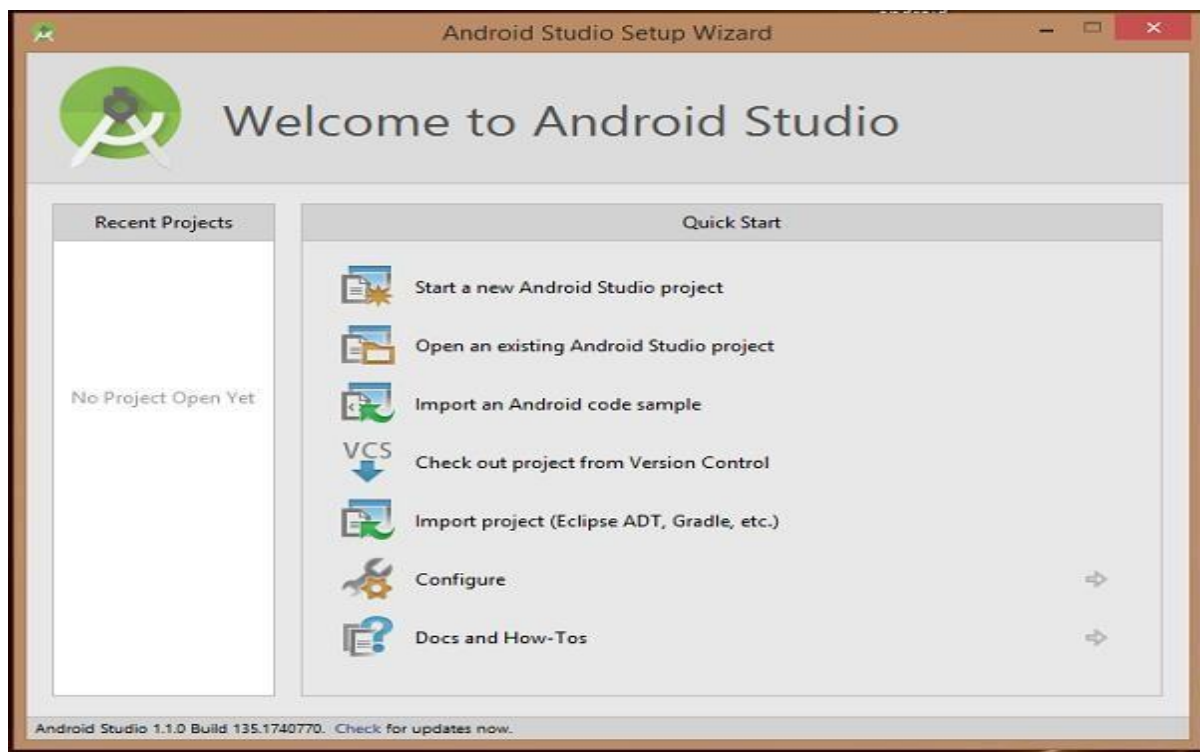 Android Studio Setup Wizard
Welcome to Android Studio
Recent Projects
No Project Open Yet
Quick Start
Start a new Android Studio project
Open an existing Android Studio project
Import an Android code sample
VCS
Check out project from Version Control
Import project (Eclipse ADT, Gradle, etc.)
Configure
Docs and How-Tos
Android Studio 1.1.0 Build 135.1740770. Check for updates now.